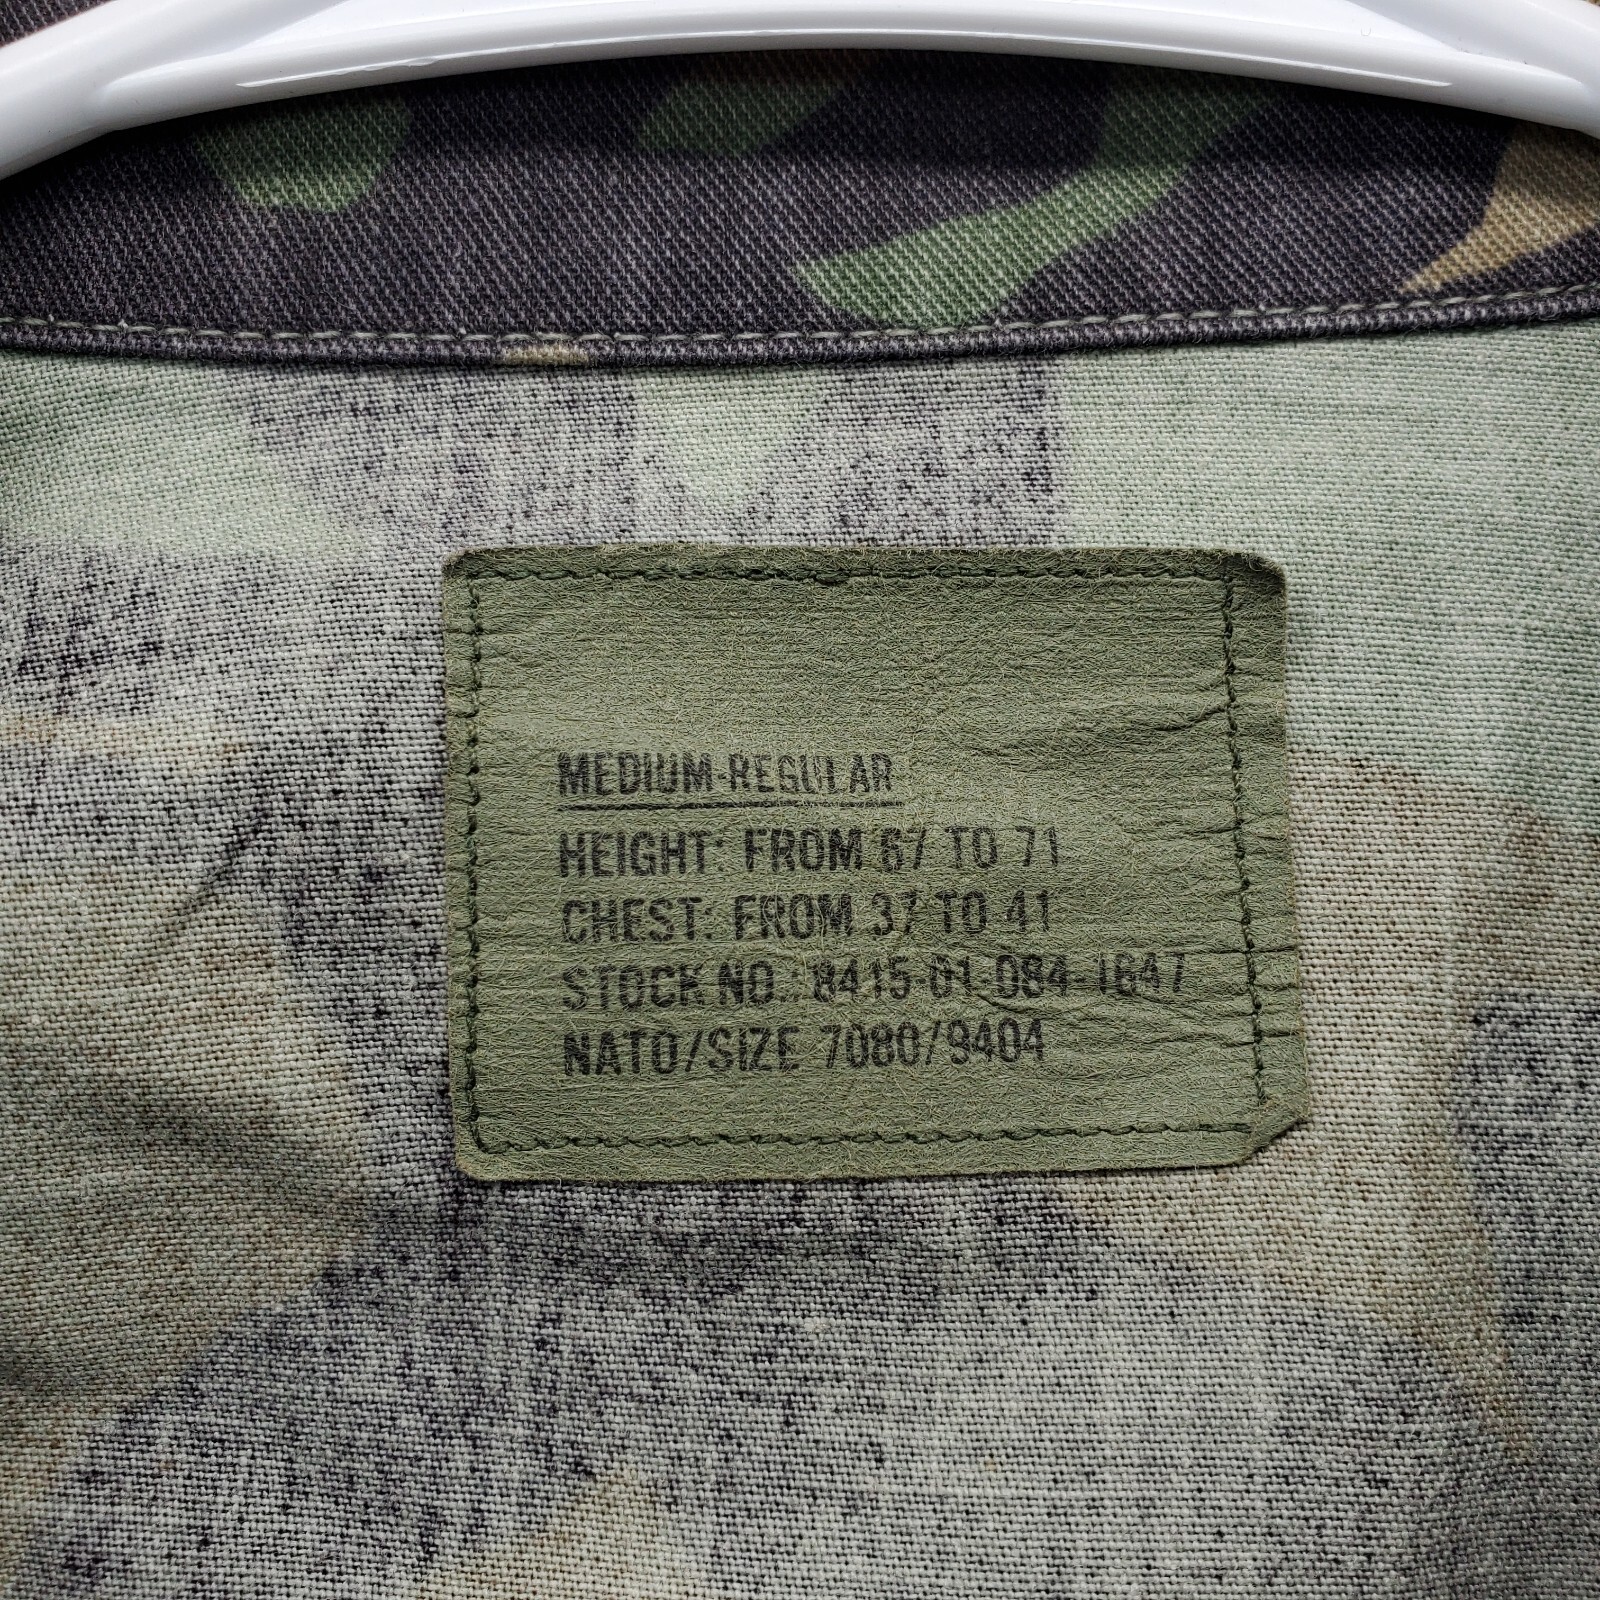 MEDIUM-REGULAR
HEIGHT: FROM 67 TO 71
CHEST: FROM 37 TO 41
STOCK NO.: 8415-01-084-1647
NATO/SIZE 7080/9404